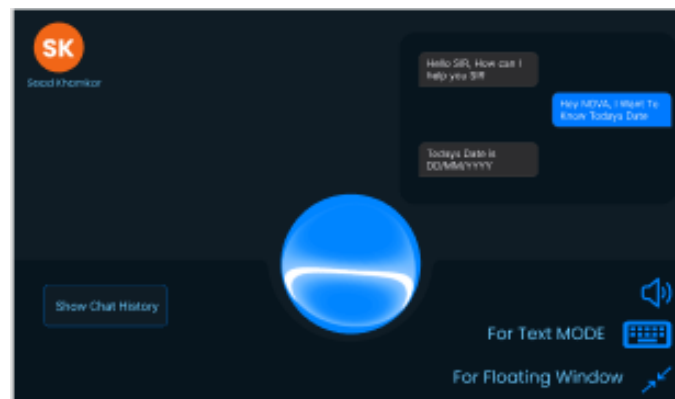 SK
Saad Khamkar
Hello SIR, How can I
help you SIR
Hey NOVA, I Want To
Know Todays Date
Todays Date is
DD/MM/YYYY
Show Chat History
For Text MODE
For Floating Window